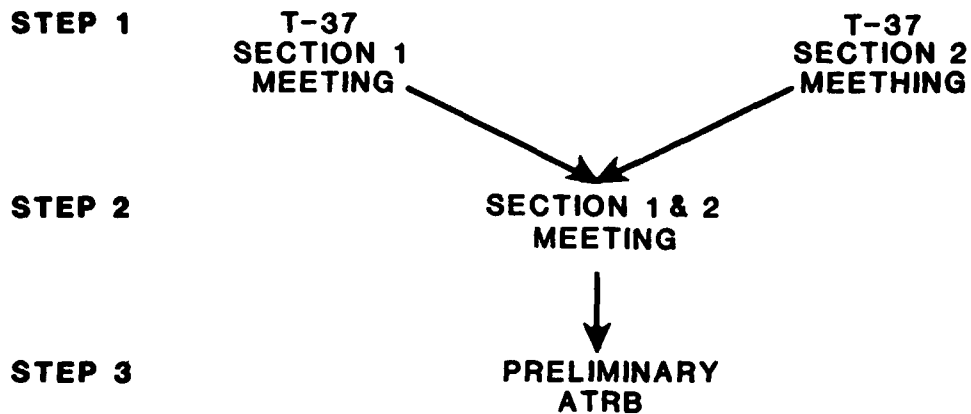 STEP 1
T-37
SECTION 1
MEETING
T-37
SECTION 2
MEETHING
STEP 2
SECTION 1 & 2
MEETING
STEP 3
PRELIMINARY
ATRB